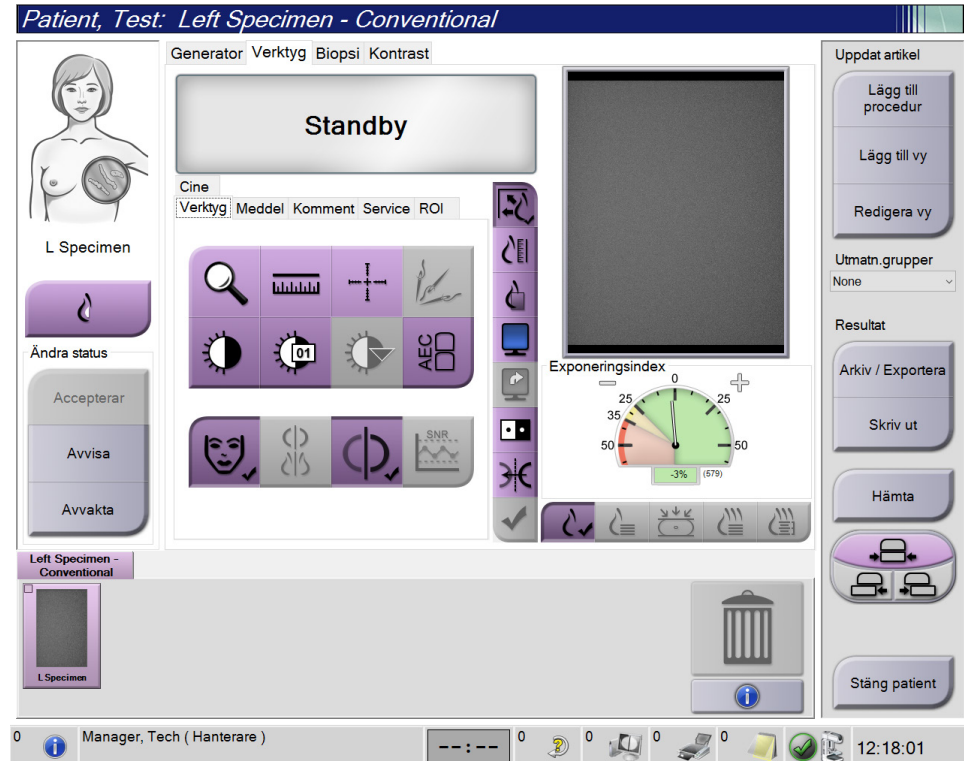 Patient, Test: Left Specimen - Conventional
Generator Verktyg Biopsi Kontrast
Standby
Cine
Verktyg Meddel Komment Service ROI
01
AEC
SNR
L Specimen
Ändra status
Accepterar
Avvisa
Avvakta
Exponeringsindex
0
25
25
35
50
50
-3%
(579)
Uppdat artikel
Lägg till
procedur
Lägg till vy
Redigera vy
Utmatn.grupper
None
Resultat
Arkiv / Exportera
Skriv ut
Hämta
Stäng patient
Left Specimen -
Conventional
L Specimen
0
Manager, Tech ( Hanterare )
--:--
0
0
0
0
12:18:01